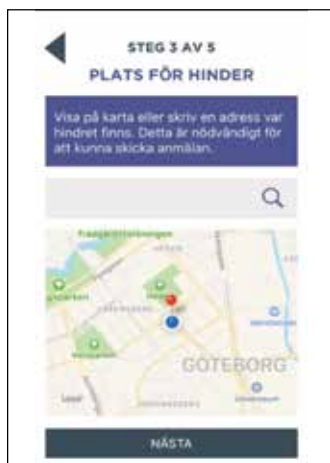 STEG 3 AV 5
PLATS FÖR HINDER
Visa på karta eller skriv en adress var
hindret finns. Detta är nödvändigt för
att kunna skicka anmälan.
GÖTEBORG
Legal
NÄSTA